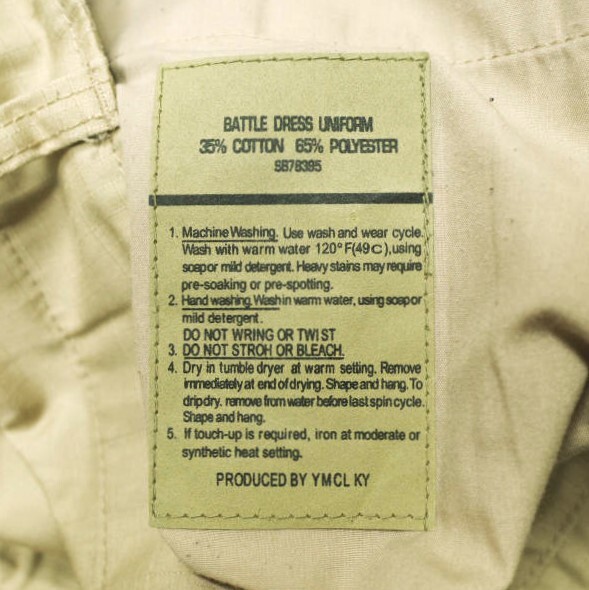 BATTLE DRESS UNIFORM
35% COTTON 65% POLYESTER
SB78395
1. Machine Washing. Use wash and wear cycle.
Wash with warm water 120°F(49C),using
soap or mild detergent. Heavy stains may require
pre-soaking or pre-spotting.
2. Hand washing.Wash in warm water, using soap or
mild detergent.
DO NOT WRING OR TWIST
3. DO NOT STROH OR BLEACH.
4. Dry in tumble dryer at warm setting. Remove
immediately at end of drying. Shape and hang. To
dripdry. remove from water before last spin cycle.
Shape and hang.
5. If touch-up is required, iron at moderate or
synthetic heat setting.
PRODUCED BY YMCL KY